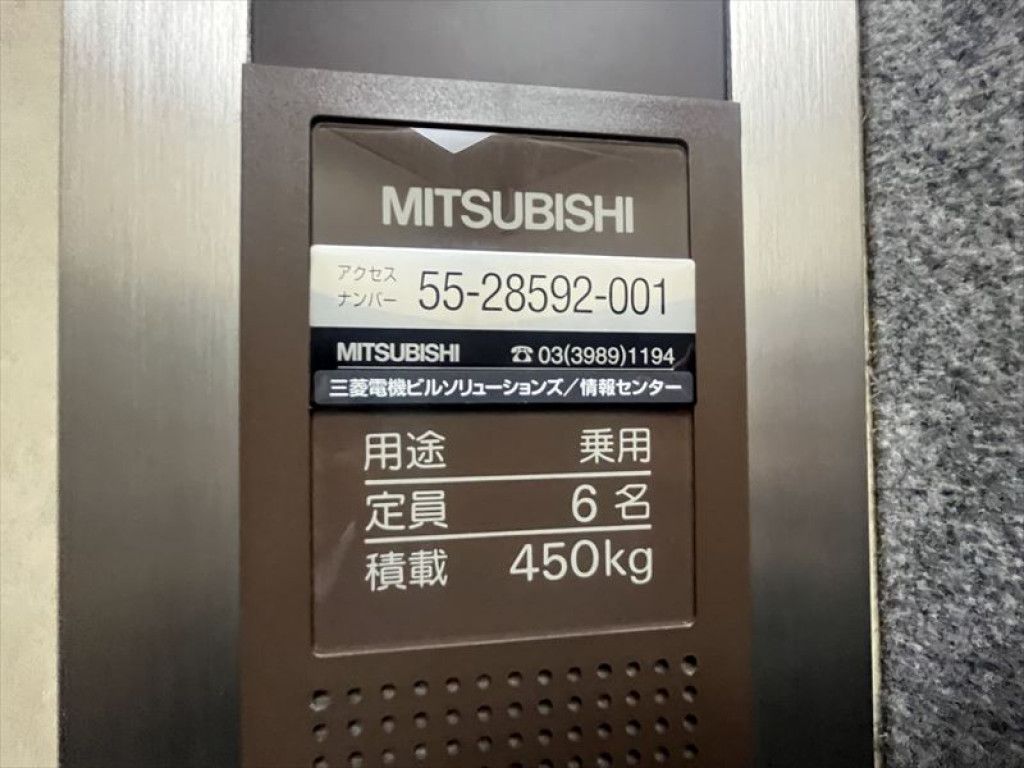 MITSUBISHI
アクセス
ナンバー 55-28592-001
MITSUBISHI ☎ 03(3989)1194
三菱電機ビルソリューションズ/情報センター
用途 乗用
定員 6名
積載 450kg